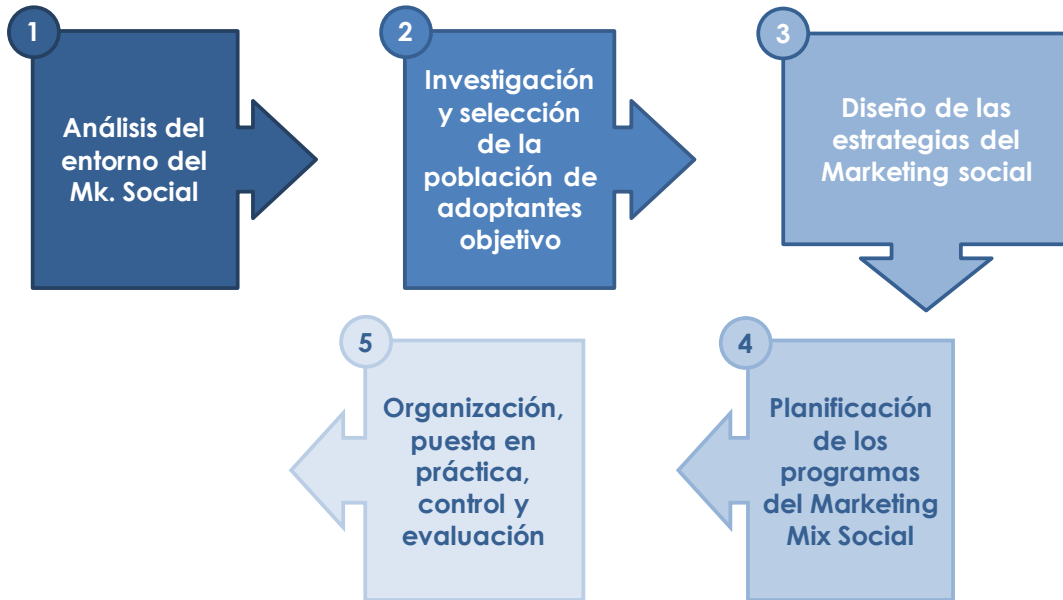 1
Análisis del
entorno del
Mk. Social
2
Investigación
y selección
de la
población de
adoptantes
objetivo
3
Diseño de las
estrategias del
Marketing social
4
Planificación
de los
programas
del Marketing
Mix Social
5
Organización,
puesta en
práctica,
control y
evaluación